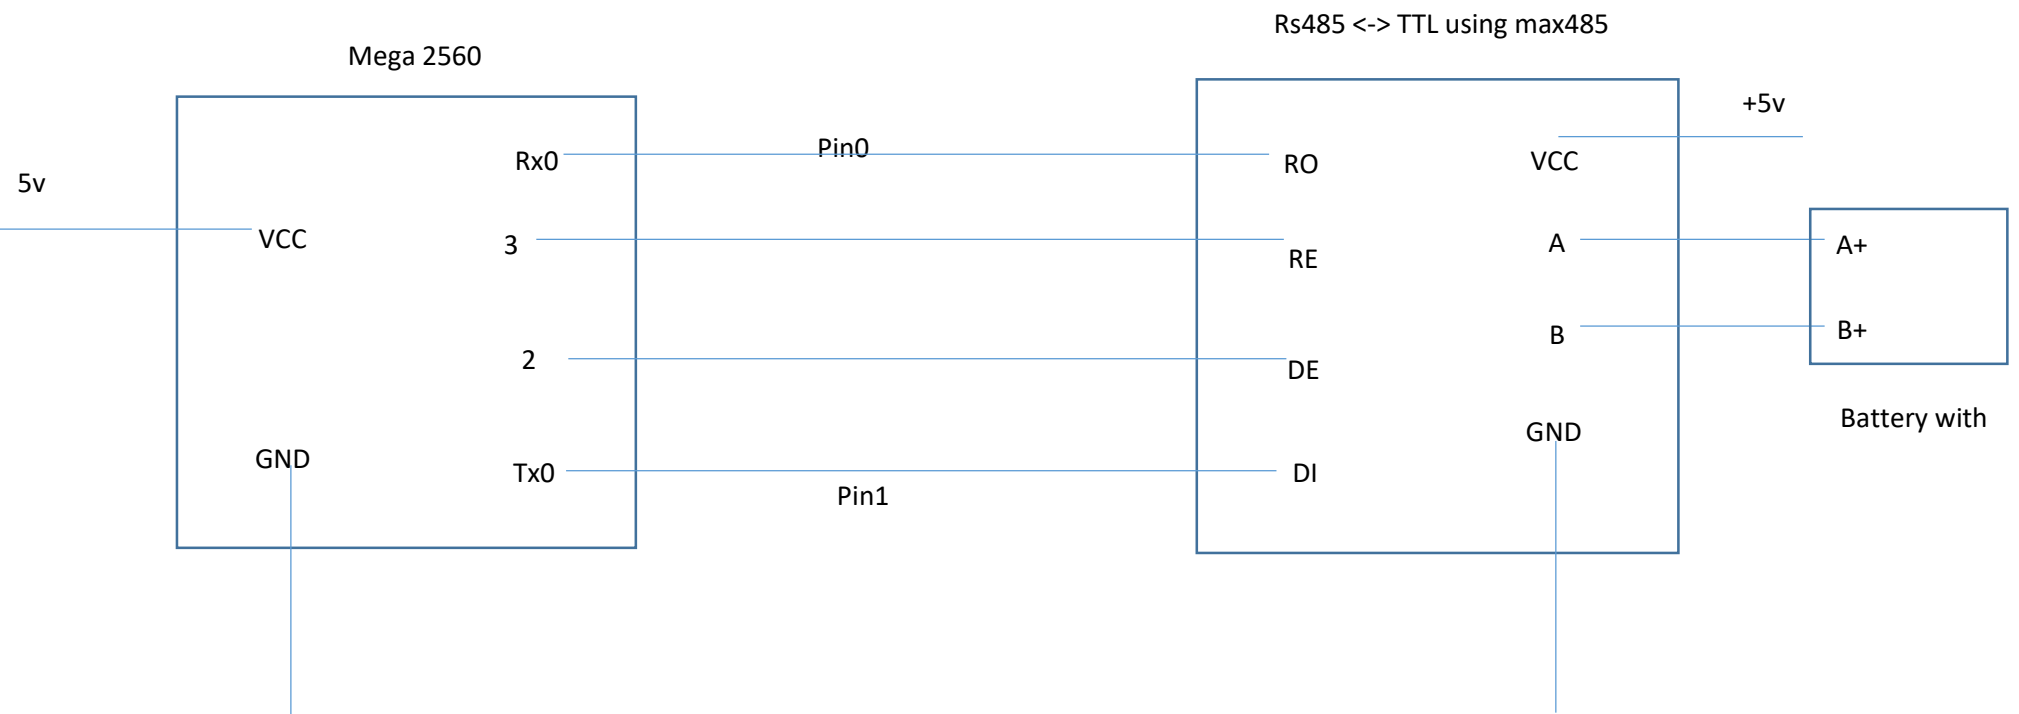 Rs485 <-> TTL using max485
Mega 2560
+5v
Pin0
Rx0
RO
VCC
5v
VCC
3
RE
A
A+
B
B+
2
DE
Battery with
GND
GND
Tx0
DI
Pin1